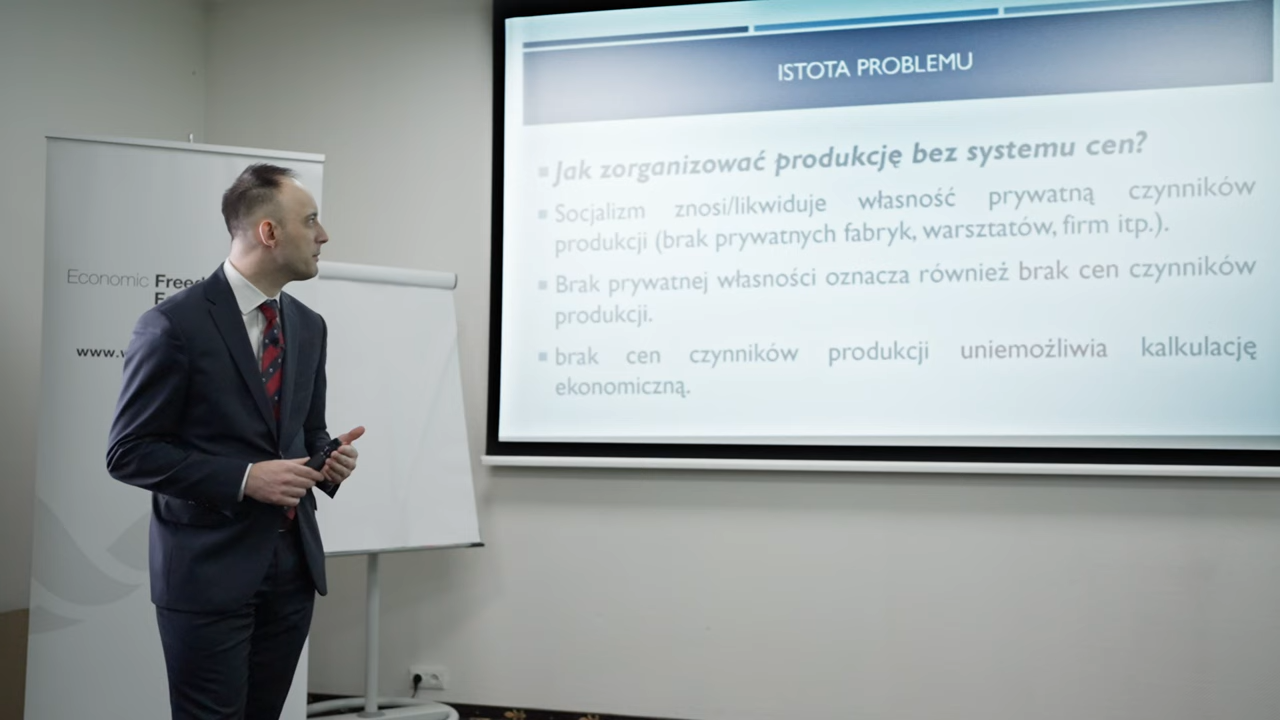 ISTOTA PROBLEMU
Jak zorganizować produkcję bez systemu cen?
Socjalizm znosi/likwiduje własność prywatną czynników
produkcji (brak prywatnych fabryk, warsztatów, firm itp.).
Brak prywatnej własności oznacza również brak cen czynników
produkcji.
brak cen czynników produkcji uniemożliwia kalkulację
ekonomiczną.
Economic
www.